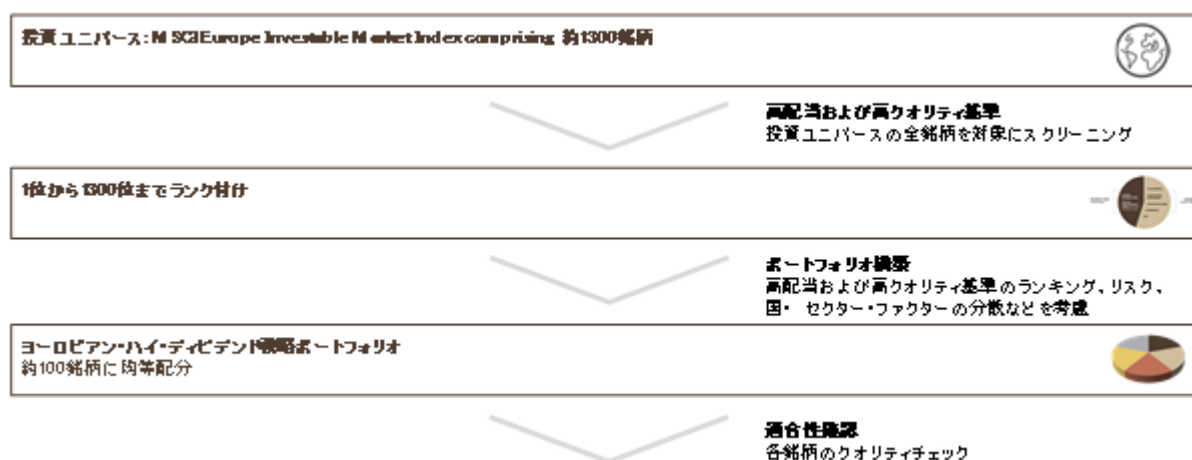 投資ユニバース: MSCI Europe Investable Market Index comprising 約1300銘柄
高配当および高クオリティ基準
投資ユニバースの全銘柄を対象にスクリーニング
1位から1300位までランク付け
ポートフォリオ構築
高配当および高クオリティ基準のランキング、リスク、
国・ セクター・ファクターの分散などを考慮
ヨーロピアン・ハイ・ディビデンド戦略ポートフォリオ
約100銘柄に均等配分
適合性確認
各銘柄のクオリティチェック